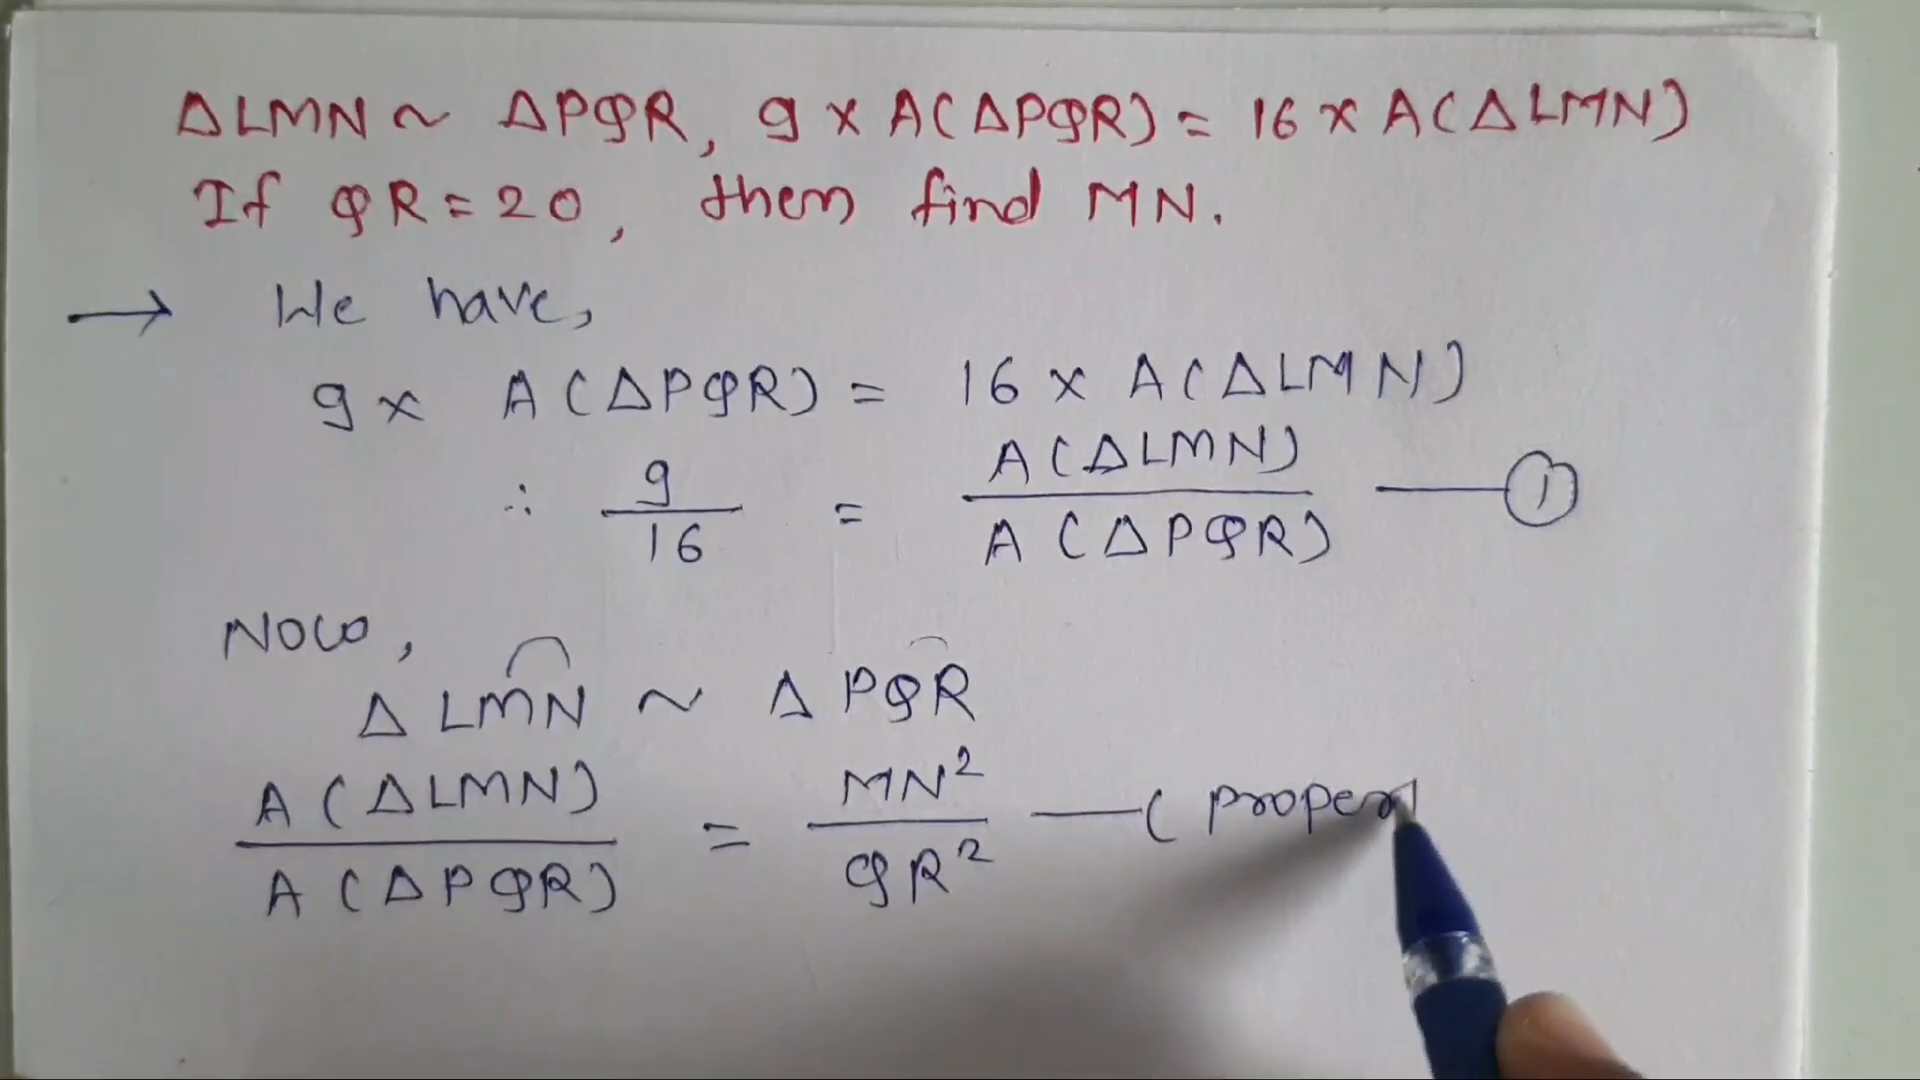 ΔLMN ~ ΔPQR, 9 × A(ΔPQR) = 16 × A(ΔLMN)
If QR = 20, then find MN.
→ We have,
9 × A(ΔPQR) = 16 × A(ΔLMN)
∴ 9/16 = A(ΔLMN)/A(ΔPQR) — ①
Now,
ΔLMN ~ ΔPQR
A(ΔLMN)/A(ΔPQR) = MN²/QR² — (propert